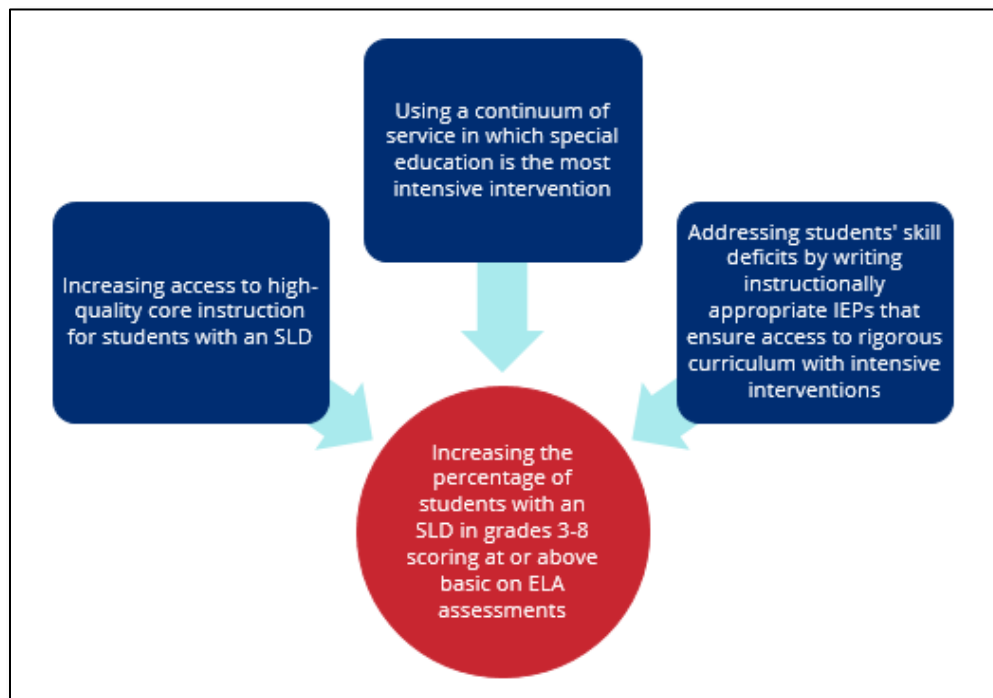 Using a continuum of
service in which special
education is the most
intensive intervention
Increasing access to high-
quality core instruction
for students with an SLD
Addressing students' skill
deficits by writing
instructionally
appropriate IEPs that
ensure access to rigorous
curriculum with intensive
interventions
Increasing the
percentage of
students with an
SLD in grades 3-8
scoring at or above
basic on ELA
assessments